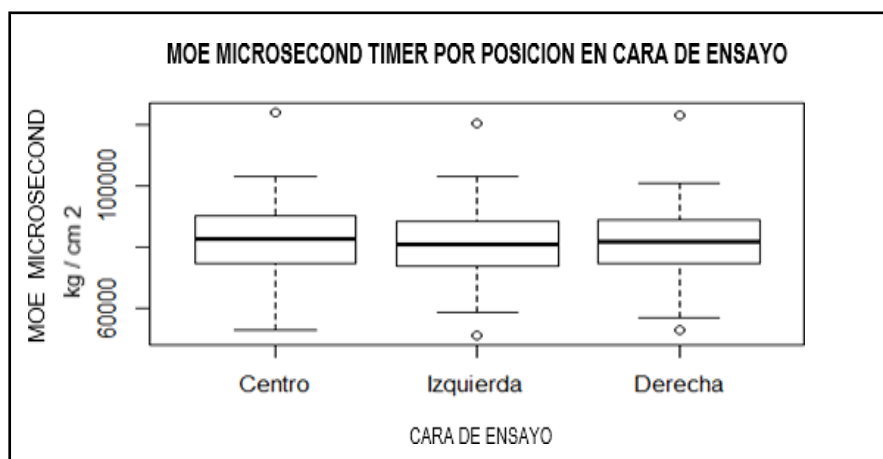 MOE MICROSECOND TIMER POR POSICION EN CARA DE ENSAYO
MOE MICROSECOND
kg / cm 2
100000
60000
Centro Izquierda Derecha
CARA DE ENSAYO